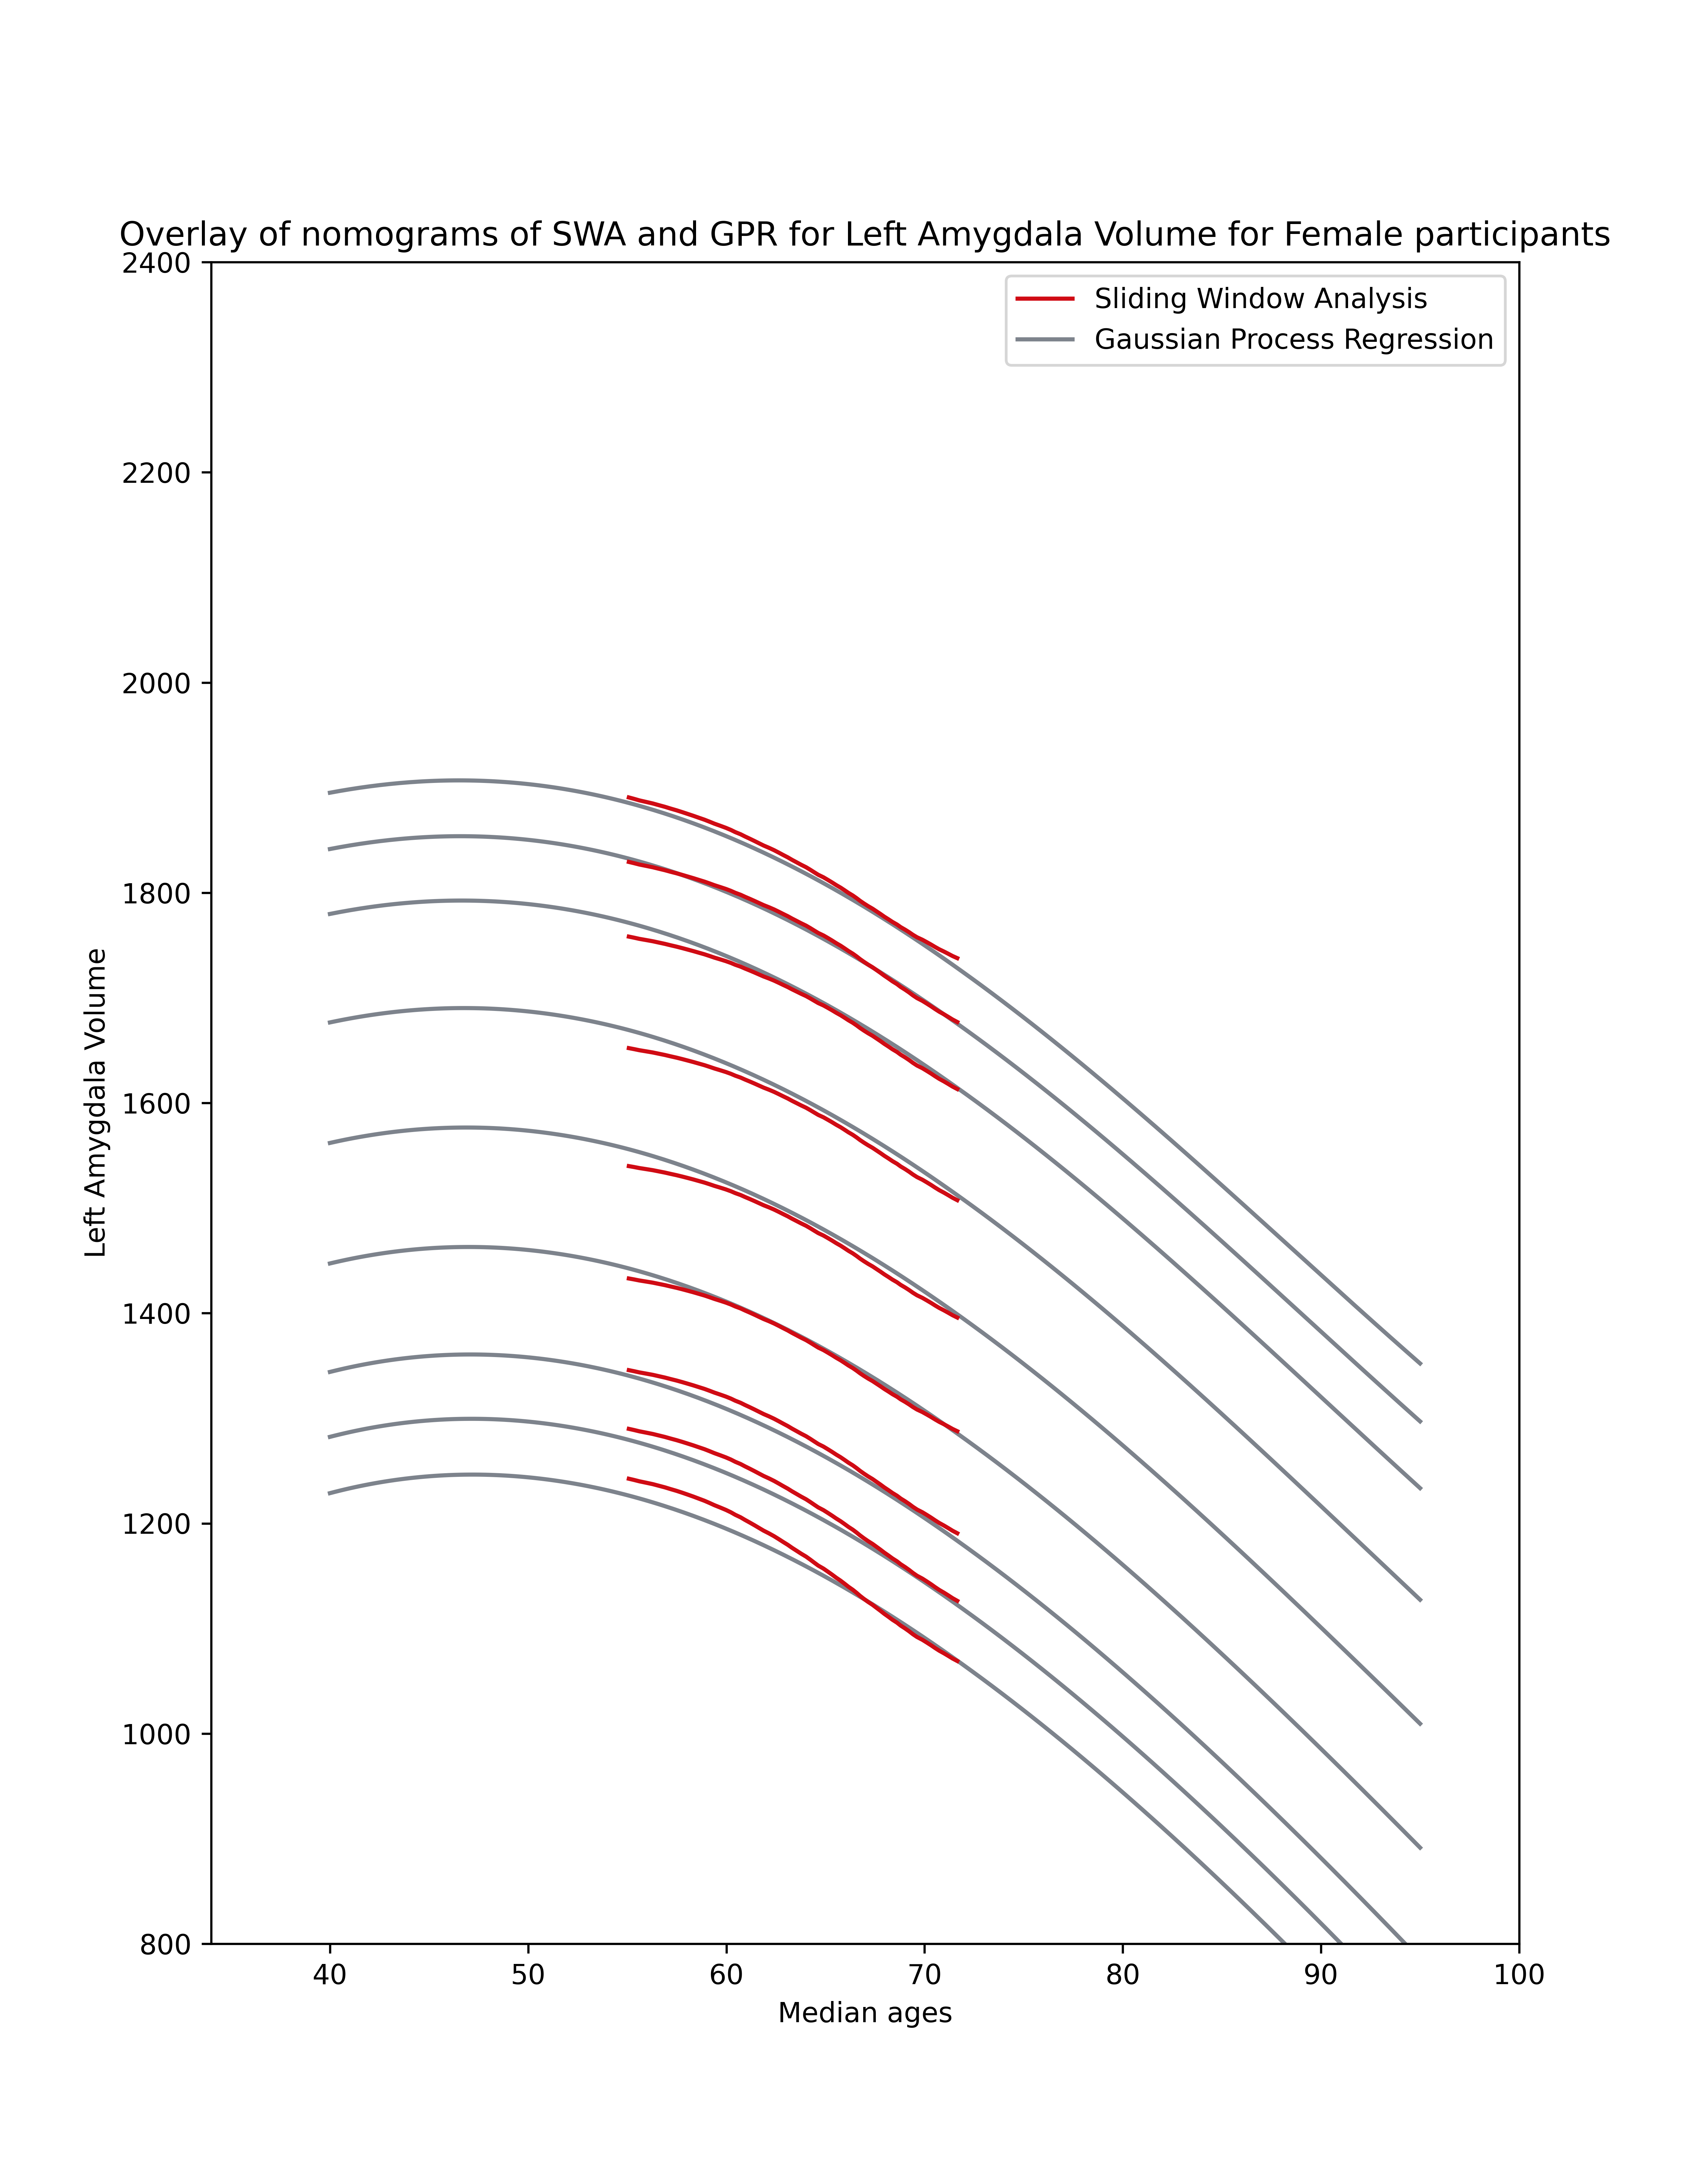 Overlay of nomograms of SWA and GPR for Left Amygdala Volume for Female participants
Sliding Window Analysis
Gaussian Process Regression
2400
2200
2000
1800
1600
1400
1200
1000
800
Left Amygdala Volume
40 50 60 70 80 90 100
Median ages